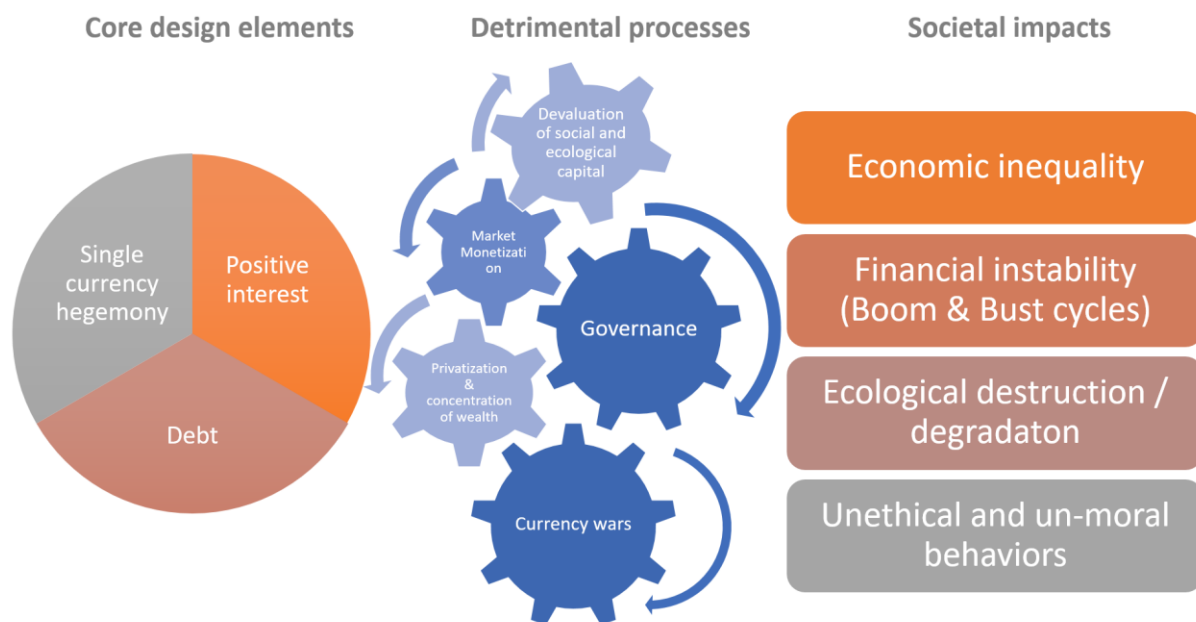 Core design elements
Detrimental processes
Societal impacts
Single
currency
hegemony
Positive
interest
Debt
Devaluation
of social and
ecological
capital
Market
Monetizati
on
Privatization
&
concentration
of wealth
Governance
Currency wars
Economic inequality
Financial instability
(Boom & Bust cycles)
Ecological destruction /
degradaton
Unethical and un-moral
behaviors